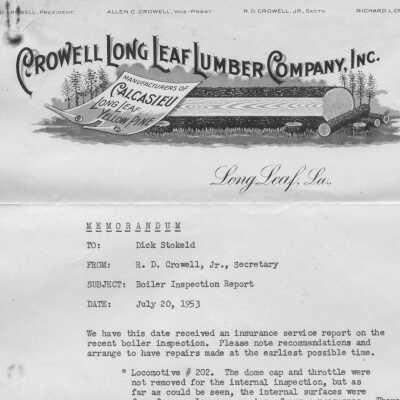 D CROWELL, PRESIDENT ALLEN C. CROWELL, VICE-PREST. R. D. CROWELL, JR., SECTY. RICHARD L. C
CROWELL LONG LEAF LUMBER COMPANY, INC.
MANUFACTURERS OF
CALCASIEU
LONG LEAF
YELLOW PINE
Long Leaf, La.
MEMORANDUM
TO: Dick Stokeld
FROM: R. D. Crowell, Jr., Secretary
SUBJECT: Boiler Inspection Report
DATE: July 20, 1953
We have this date received an insurance service report on the
recent boiler inspection. Please note recommendations and
arrange to have repairs made at the earliest possible time.
" Locomotive # 202. The dome cap and throttle were
not removed for the internal inspection, but as
far as could be seen, the internal surfaces were